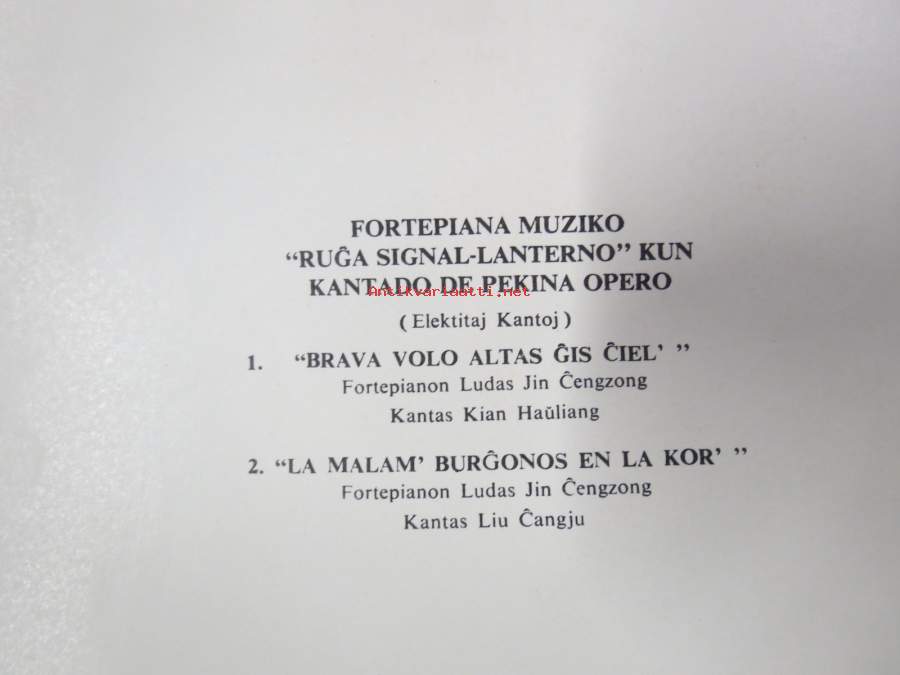 FORTEPIANA MUZIKO
“RUĜA SIGNAL-LANTERNO” KUN
KANTADO DE PEKINA OPERO
Antikvariaatti.net
(Elektitaj Kantoj)
1. “BRAVA VOLO ALTAS ĜIS ĈIEL’ ”
Fortepianon Ludas Jin Ĉengzong
Kantas Kian Haŭliang
2. “LA MALAM’ BURĜONOS EN LA KOR’ ”
Fortepianon Ludas Jin Ĉengzong
Kantas Liu Ĉangju